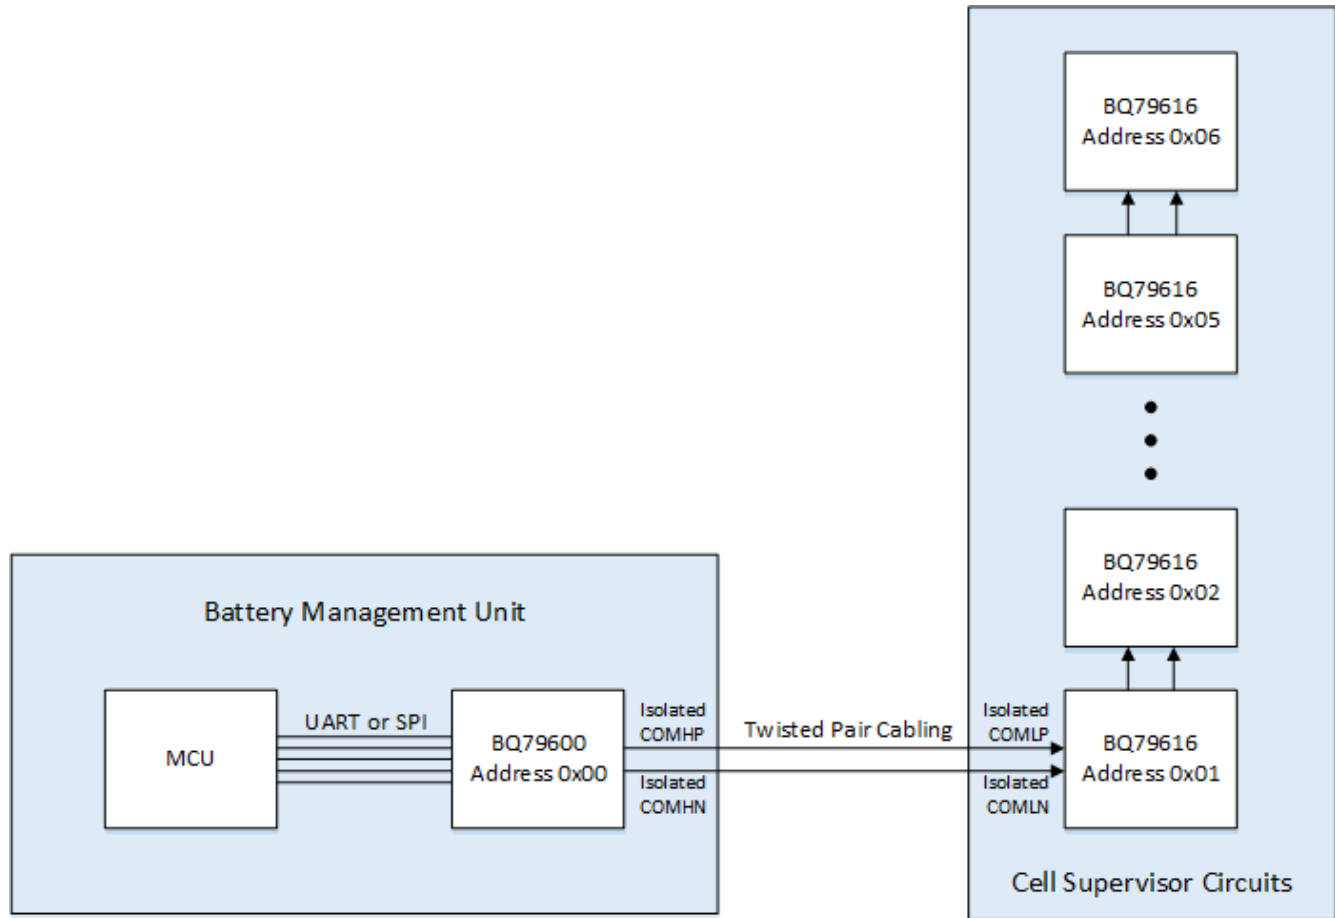 BQ79616
Address 0x06
BQ79616
Address 0x05
BQ79616
Address 0x02
Battery Management Unit
MCU
UART or SPI
BQ79600
Address 0x00
Isolated
COMHP
Isolated
COMHN
Twisted Pair Cabling
Isolated
COMLP
Isolated
COMLN
BQ79616
Address 0x01
Cell Supervisor Circuits